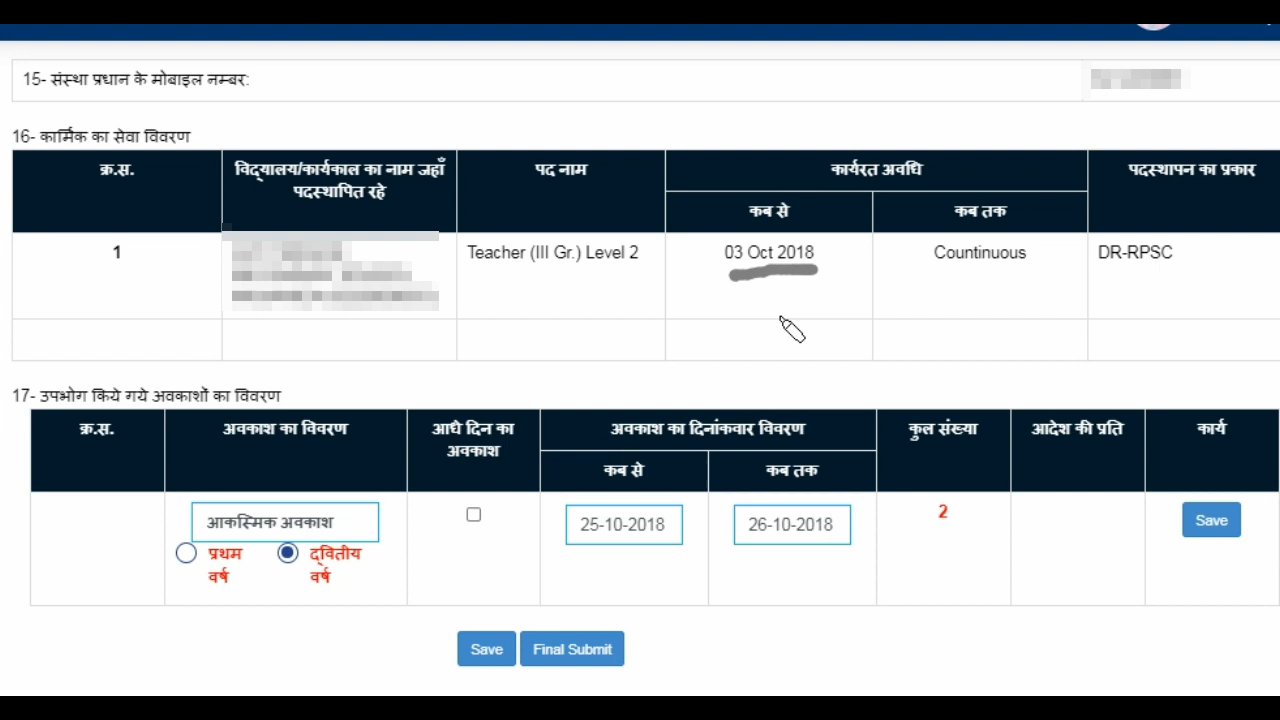 15- संस्था प्रधान के मोबाइल नम्बर:
16- कार्मिक का सेवा विवरण
क्र.स. विद्यालय/कार्यकाल का नाम जहाँ पद नाम कार्यरत अवधि पदस्थापन का प्रकार
पदस्थापित रहे
कब से कब तक
1 Teacher (III Gr.) Level 2 03 Oct 2018 Countinuous DR-RPSC
17- उपभोग किये गये अवकाशों का विवरण
क्र.स. अवकाश का विवरण आधे दिन का अवकाश का दिनांकवार विवरण कुल संख्या आदेश की प्रति कार्य
अवकाश
कब से कब तक
आकस्मिक अवकाश 25-10-2018 26-10-2018 2 Save
प्रथम द्वितीय
वर्ष वर्ष
Save Final Submit